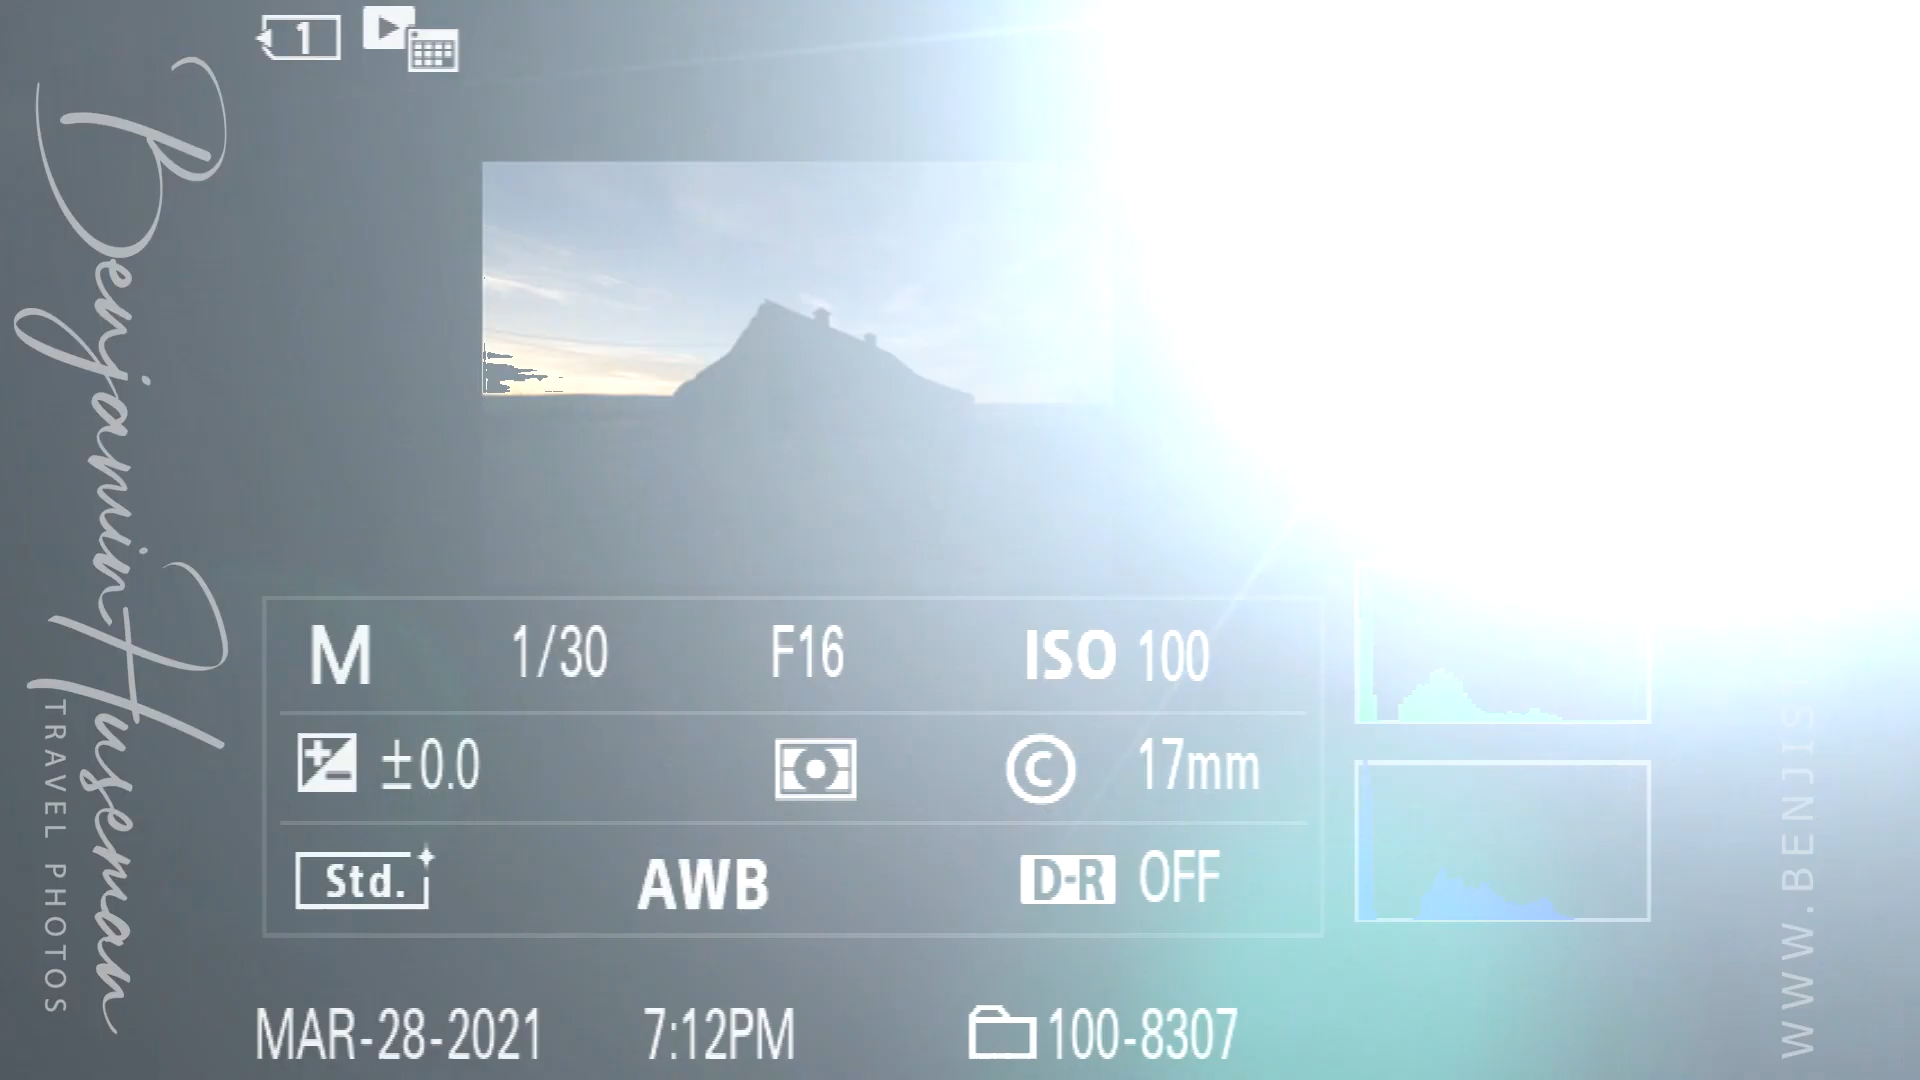 1
Benjamin Huseman
TRAVEL PHOTOS
M 1/30 F16 ISO 100
±0.0 C 17mm
Std. AWB D-R OFF
MAR-28-2021 7:12PM 100-8307
WWW.BENJIS